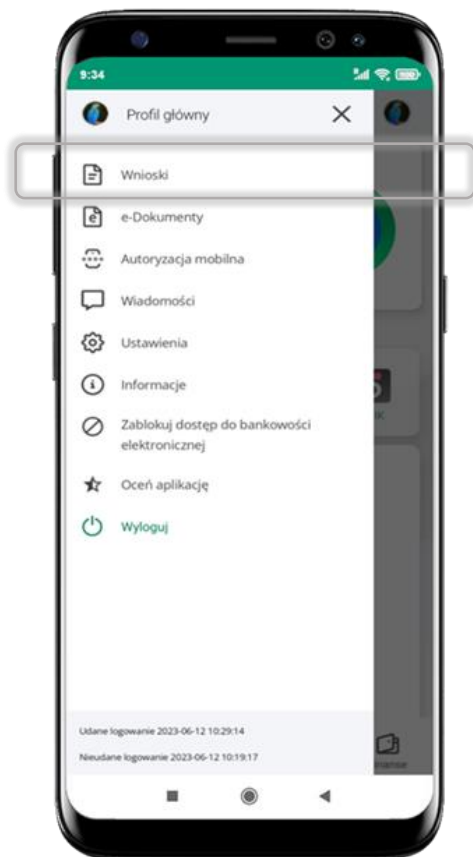 9:34
Profil główny
Wnioski
e-Dokumenty
Autoryzacja mobilna
Wiadomości
Ustawienia
Informacje
Zablokuj dostęp do bankowości
elektronicznej
Oceń aplikację
Wyloguj
Udane logowanie 2023-06-12 10:29:14
Nieudane logowanie 2023-06-12 10:19:17